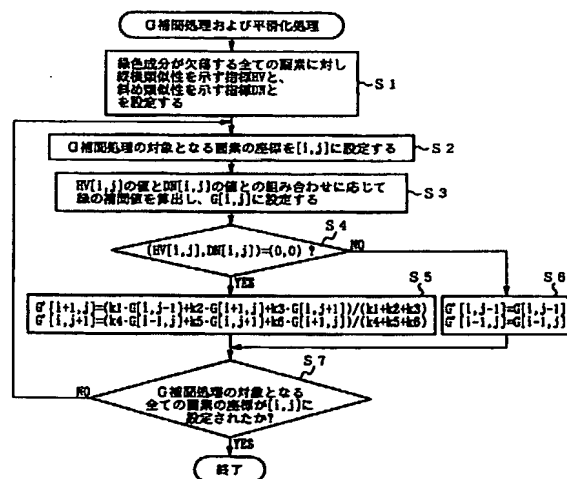 G補間処理および平滑化処理
緑色成分が欠落する全ての画素に対し
縦横類似性を示す指標HVと、
斜め類似性を示す指標DNと
を設定する
S1
G補間処理の対象となる画素の座標を[i,j]に設定する
S2
HV[i,j]の値とDN[i,j]の値との組み合わせに応じて
緑の補間値を算出し、G[i,j]に設定する
S3
S4
(HV[i,j],DN[i,j])=(0,0) ?
NO
YES
S5
G'[i+1,j]=(k1·G[i,j-1]+k2·G[i+1,j]+k3·G[i,j+1])/(k1+k2+k3)
G'[i,j+1]=(k4·G[i-1,j]+k5·G[i,j+1]+k6·G[i+1,j])/(k4+k5+k6)
S6
G'[i,j-1]=G[i,j-1]
G'[i-1,j]=G[i-1,j]
S7
G補間処理の対象となる
全ての画素の座標が[i,j]に
設定されたか?
NO
YES
終了